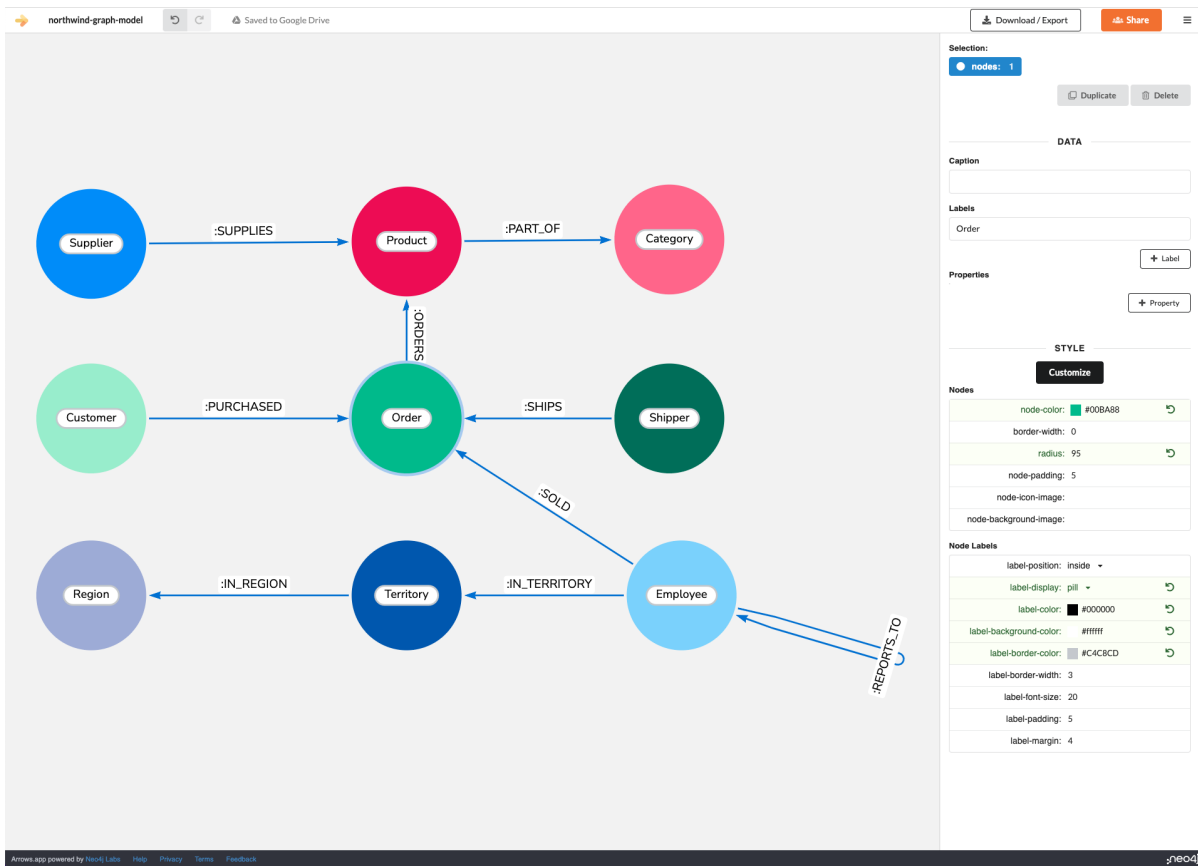 northwind-graph-model
Saved to Google Drive
Download / Export
Share
Selection:
nodes: 1
Duplicate
Delete
DATA
Caption
Labels
Order
+ Label
Properties
+ Property
STYLE
Customize
Nodes
node-color: #00BA88
border-width: 0
radius: 95
node-padding: 5
node-icon-image:
node-background-image:
Node Labels
label-position: inside
label-display: pill
label-color: #000000
label-background-color: #ffffff
label-border-color: #C4C8CD
label-border-width: 3
label-font-size: 20
label-padding: 5
label-margin: 4
Supplier
:SUPPLIES
Product
:PART_OF
Category
:ORDERS
Customer
:PURCHASED
Order
:SHIPS
Shipper
:SOLD
Region
:IN_REGION
Territory
:IN_TERRITORY
Employee
:REPORTS_TO
Arrows.app powered by Neo4j Labs
Help
Privacy
Terms
Feedback